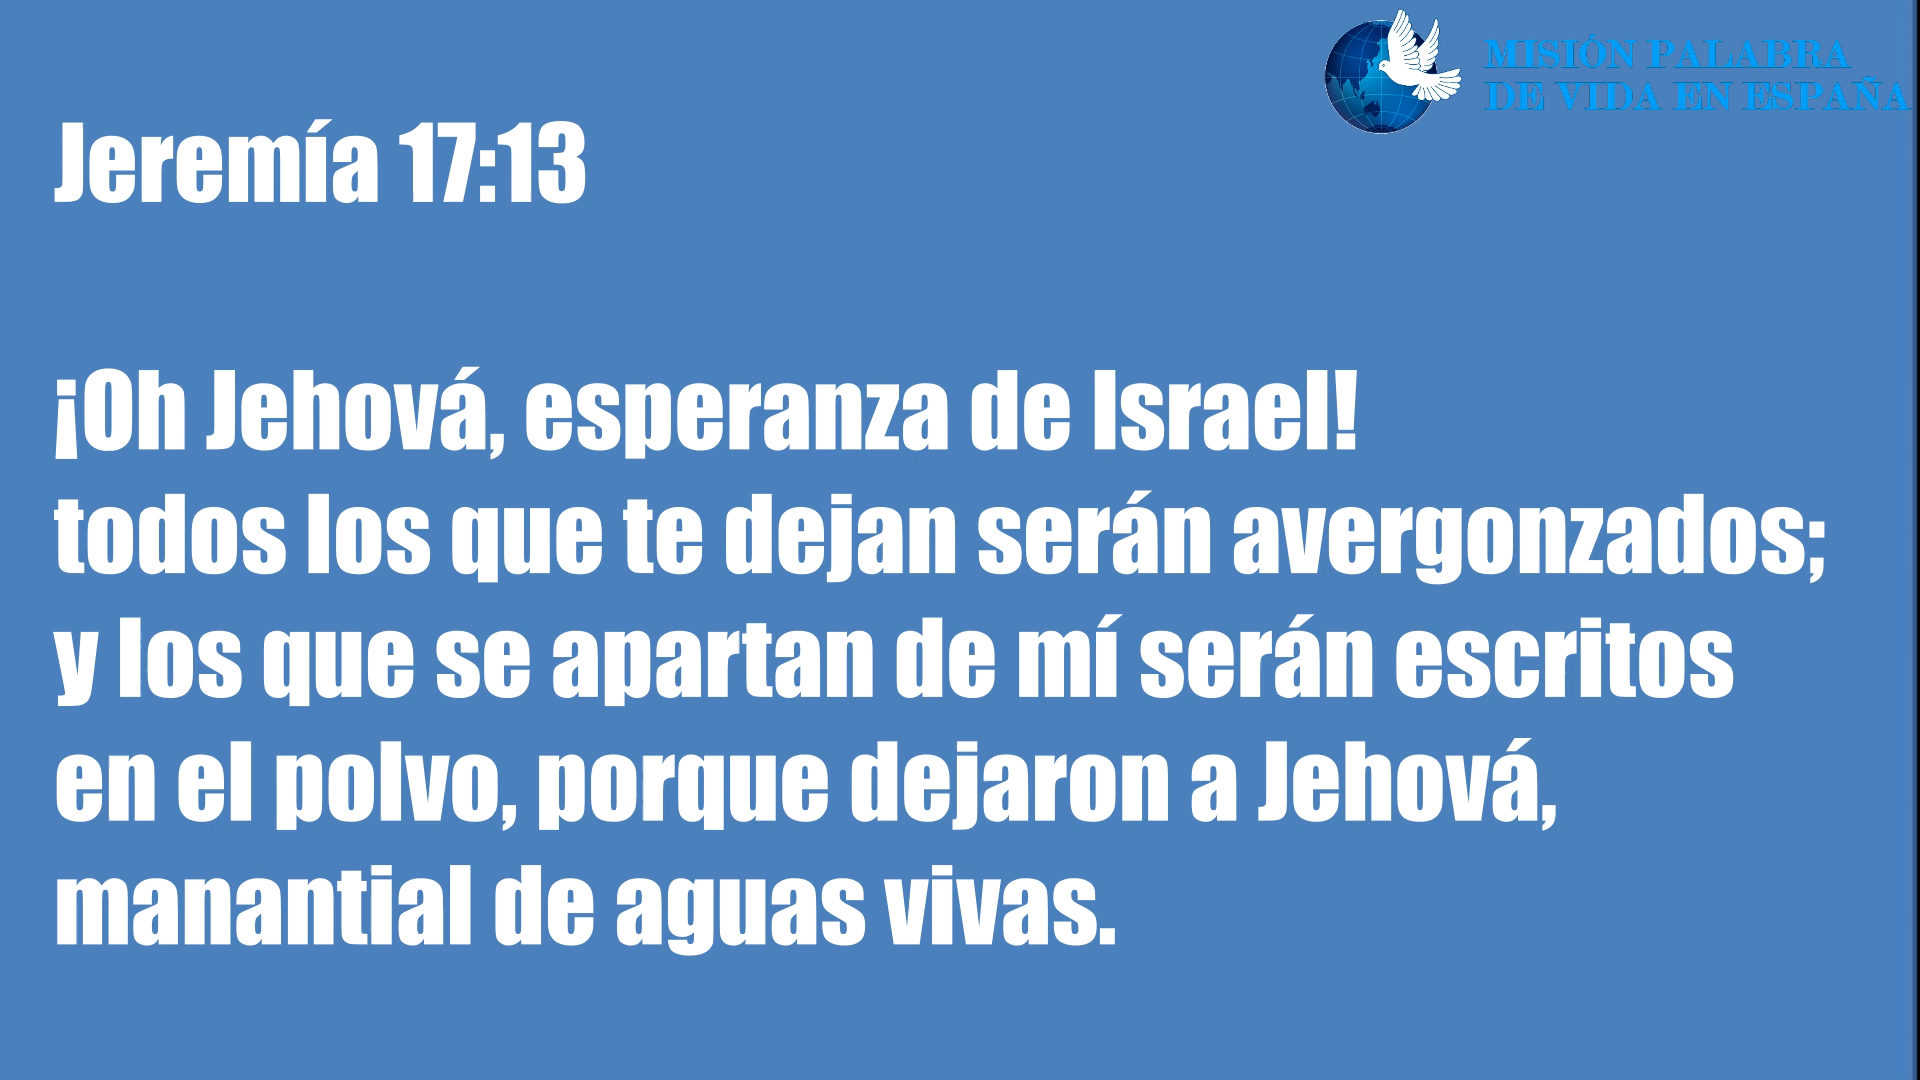 MISIÓN PALABRA
DE VIDA EN ESPAÑA
Jeremía 17:13
¡Oh Jehová, esperanza de Israel!
todos los que te dejan serán avergonzados;
y los que se apartan de mí serán escritos
en el polvo, porque dejaron a Jehová,
manantial de aguas vivas.